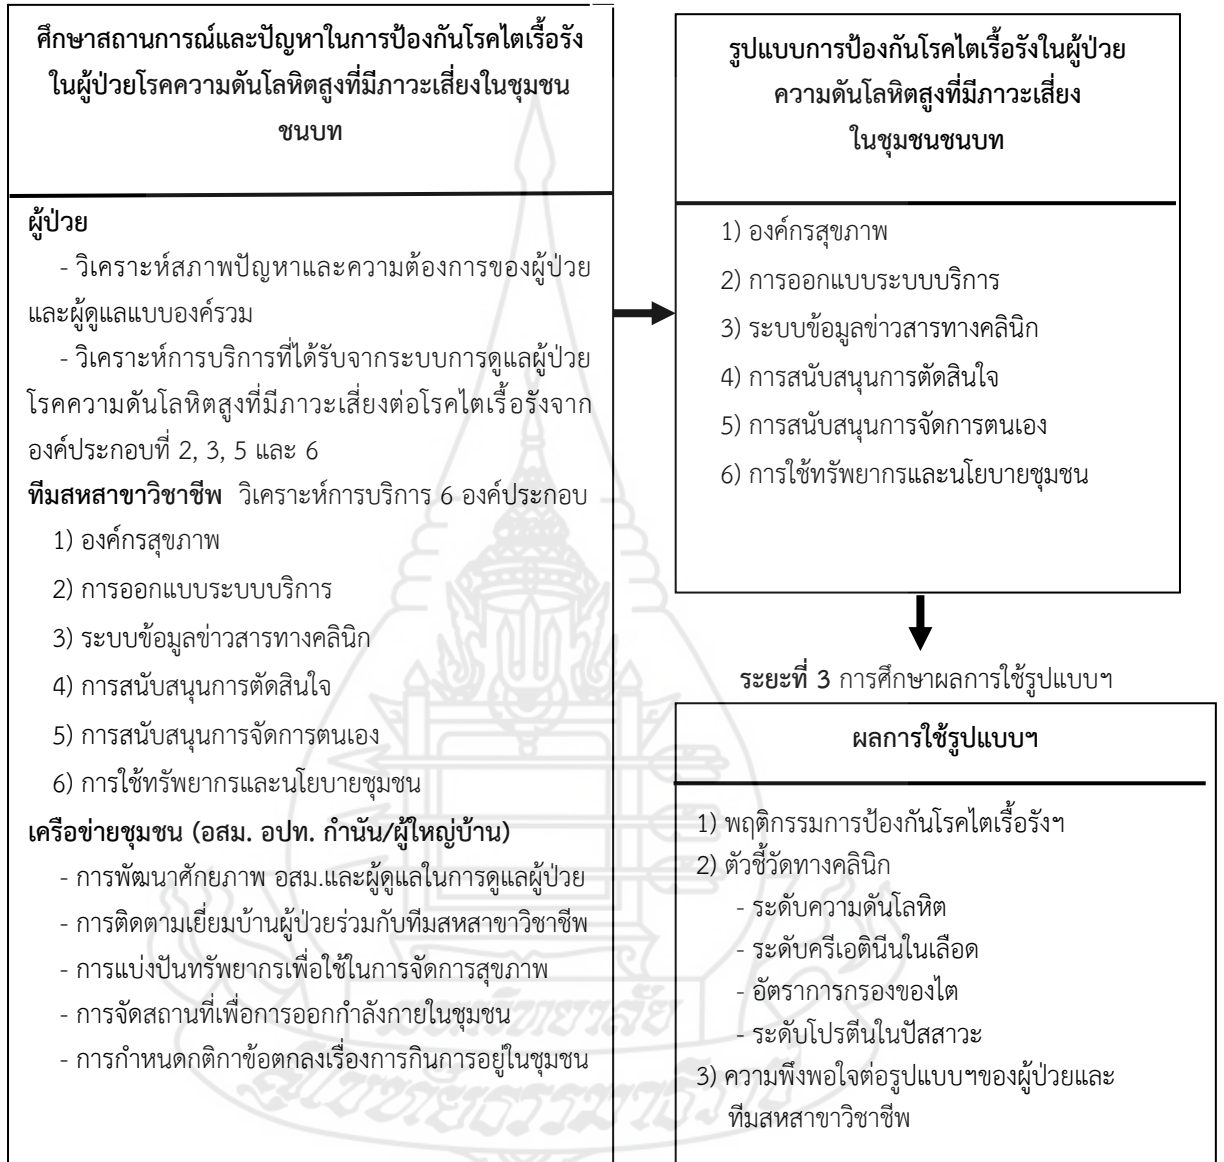 ศึกษาสถานการณ์และปัญหาในการป้องกันโรคไตเรื้อรัง
ในผู้ป่วยโรคความดันโลหิตสูงที่มีภาวะเสี่ยงในชุมชน
ชนบท
ผู้ป่วย
- วิเคราะห์สภาพปัญหาและความต้องการของผู้ป่วย
และผู้ดูแลแบบองค์รวม
- วิเคราะห์การบริการที่ได้รับจากระบบการดูแลผู้ป่วย
โรคความดันโลหิตสูงที่มีภาวะเสี่ยงต่อโรคไตเรื้อรังจาก
องค์ประกอบที่ 2, 3, 5 และ 6
ทีมสหสาขาวิชาชีพ วิเคราะห์การบริการ 6 องค์ประกอบ
1) องค์กรสุขภาพ
2) การออกแบบระบบบริการ
3) ระบบข้อมูลข่าวสารทางคลินิก
4) การสนับสนุนการตัดสินใจ
5) การสนับสนุนการจัดการตนเอง
6) การใช้ทรัพยากรและนโยบายชุมชน
เครือข่ายชุมชน (อสม. อปท. กำนัน/ผู้ใหญ่บ้าน)
- การพัฒนาศักยภาพ อสม.และผู้ดูแลในการดูแลผู้ป่วย
- การติดตามเยี่ยมบ้านผู้ป่วยร่วมกับทีมสหสาขาวิชาชีพ
- การแบ่งปันทรัพยากรเพื่อใช้ในการจัดการสุขภาพ
- การจัดสถานที่เพื่อการออกกำลังกายในชุมชน
- การกำหนดกติกาข้อตกลงเรื่องการกินการอยู่ในชุมชน
รูปแบบการป้องกันโรคไตเรื้อรังในผู้ป่วย
ความดันโลหิตสูงที่มีภาวะเสี่ยง
ในชุมชนชนบท
1) องค์กรสุขภาพ
2) การออกแบบระบบบริการ
3) ระบบข้อมูลข่าวสารทางคลินิก
4) การสนับสนุนการตัดสินใจ
5) การสนับสนุนการจัดการตนเอง
6) การใช้ทรัพยากรและนโยบายชุมชน
ระยะที่ 3 การศึกษาผลการใช้รูปแบบฯ
ผลการใช้รูปแบบฯ
1) พฤติกรรมการป้องกันโรคไตเรื้อรังฯ
2) ตัวชี้วัดทางคลินิก
- ระดับความดันโลหิต
- ระดับครีเอตินีนในเลือด
- อัตราการกรองของไต
- ระดับโปรตีนในปัสสาวะ
3) ความพึงพอใจต่อรูปแบบฯของผู้ป่วยและ
ทีมสหสาขาวิชาชีพ
มหาวิทยาลัย
สุโขทัยธรรมาธิราช